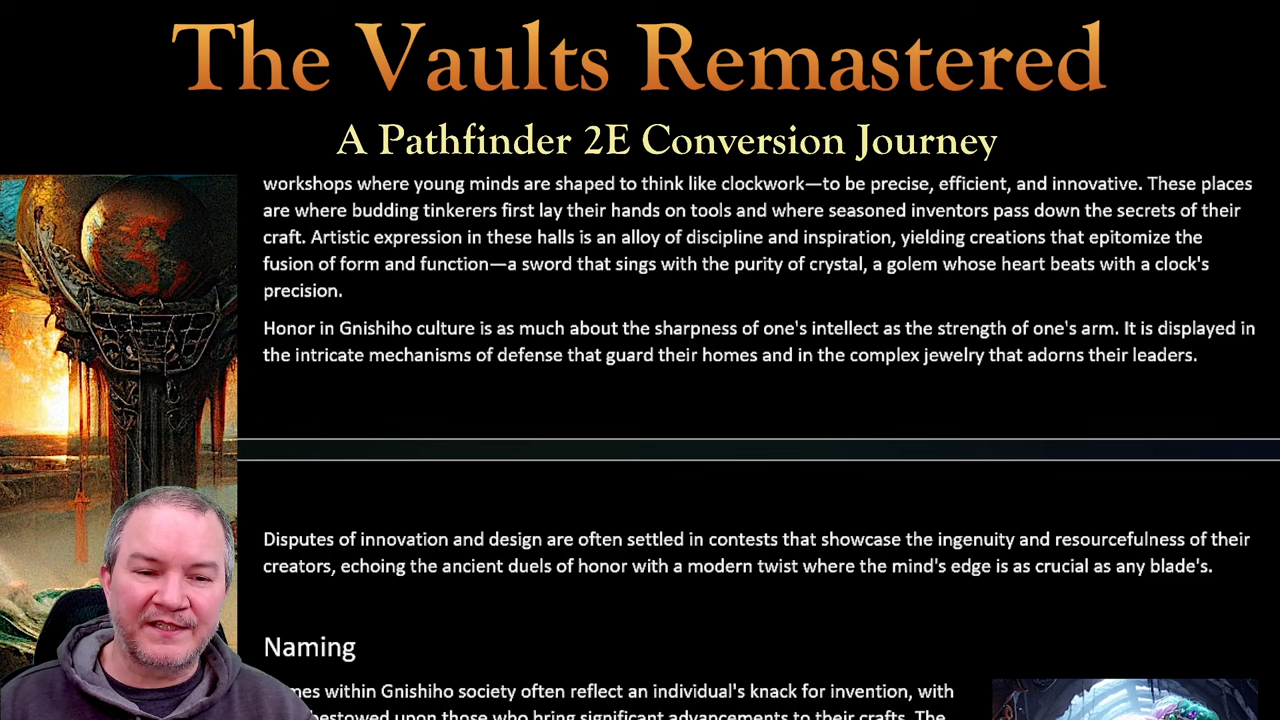 The Vaults Remastered
A Pathfinder 2E Conversion Journey
workshops where young minds are shaped to think like clockwork—to be precise, efficient, and innovative. These places
are where budding tinkerers first lay their hands on tools and where seasoned inventors pass down the secrets of their
craft. Artistic expression in these halls is an alloy of discipline and inspiration, yielding creations that epitomize the
fusion of form and function—a sword that sings with the purity of crystal, a golem whose heart beats with a clock's
precision.
Honor in Gnishiho culture is as much about the sharpness of one's intellect as the strength of one's arm. It is displayed in
the intricate mechanisms of defense that guard their homes and in the complex jewelry that adorns their leaders.
Disputes of innovation and design are often settled in contests that showcase the ingenuity and resourcefulness of their
creators, echoing the ancient duels of honor with a modern twist where the mind's edge is as crucial as any blade's.
Naming
within Gnishiho society often reflect an individual's knack for invention, with
bestowed upon those who bring significant advancements to their crafts. The